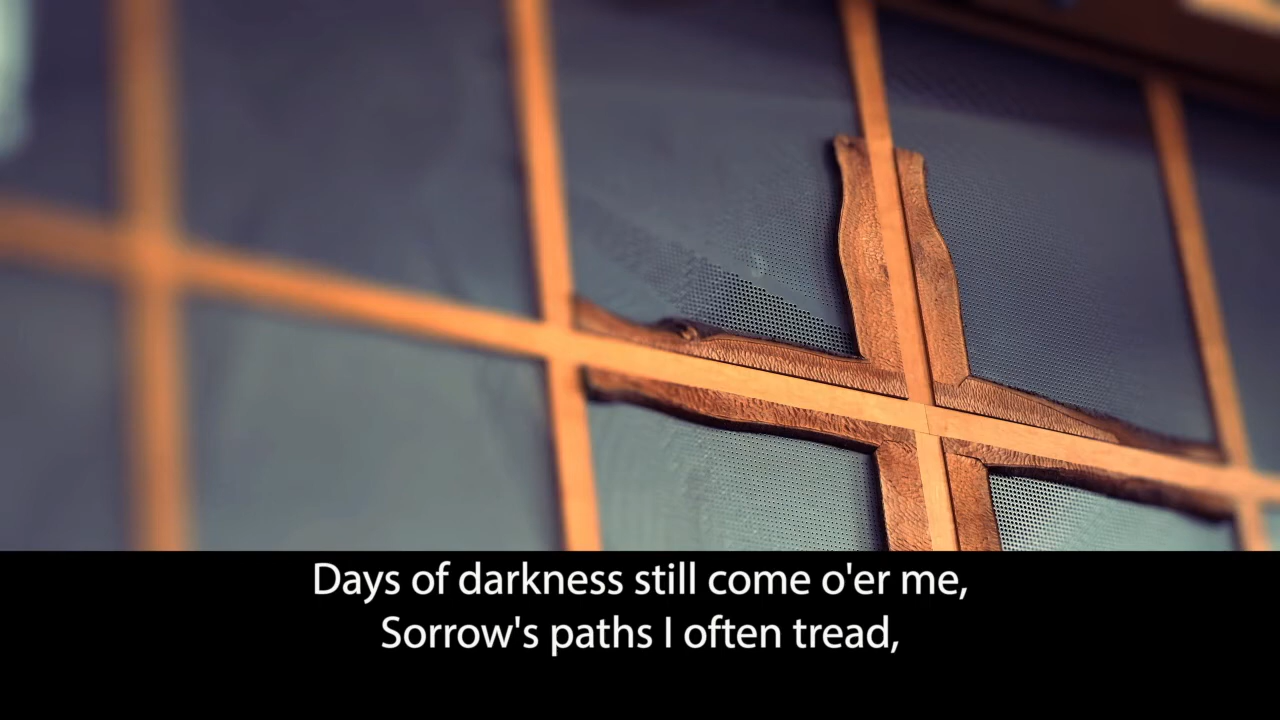 Days of darkness still come o'er me,
Sorrow's paths I often tread,